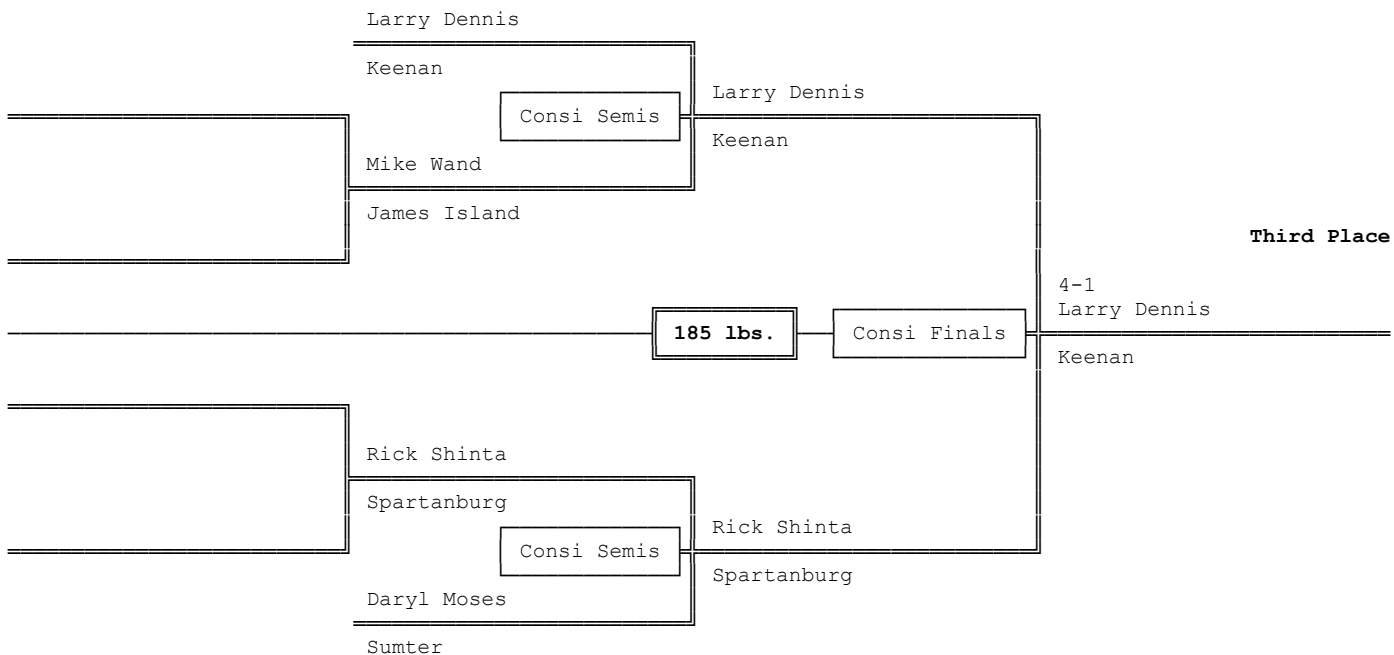 Larry Dennis
Keenan
Consi Semis
Larry Dennis
Keenan
Mike Wand
James Island
Third Place
4-1
Larry Dennis
185 lbs.
Consi Finals
Keenan
Rick Shinta
Spartanburg
Rick Shinta
Consi Semis
Spartanburg
Daryl Moses
Sumter